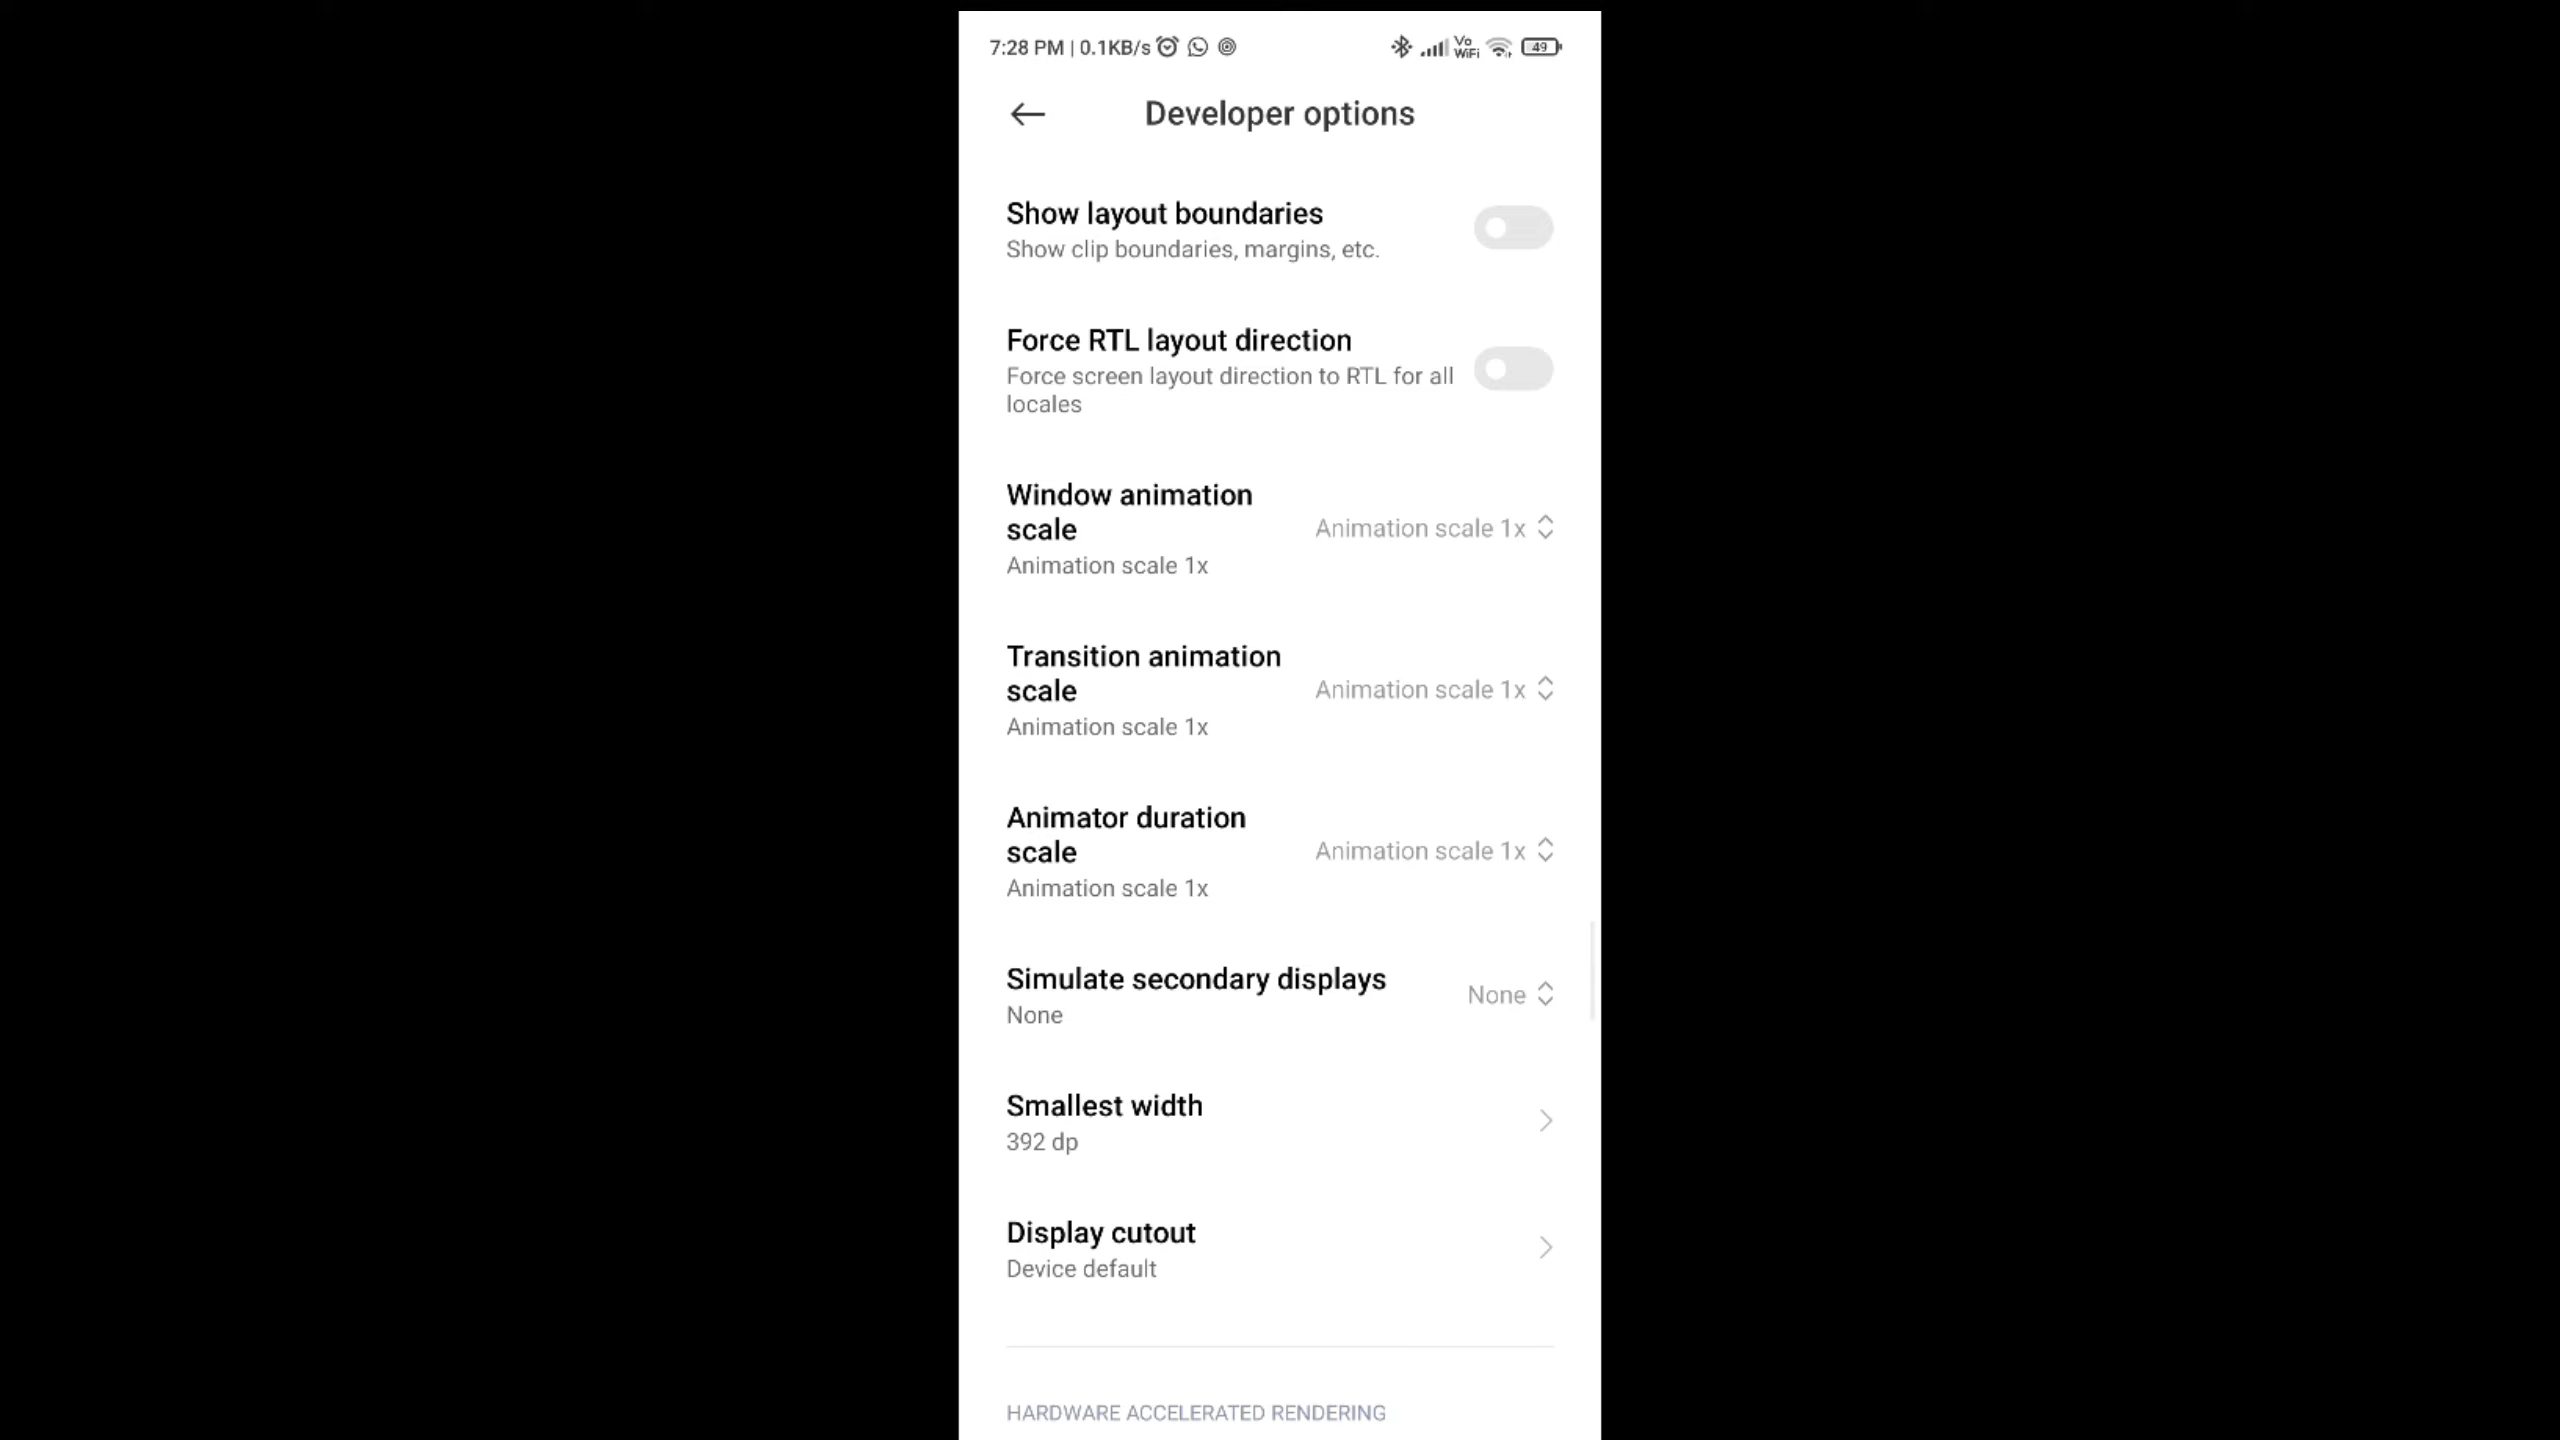 7:28 PM | 0.1KB/s
Vo
WiFi
49
Developer options
Show layout boundaries
Show clip boundaries, margins, etc.
Force RTL layout direction
Force screen layout direction to RTL for all
locales
Window animation
scale
Animation scale 1x
Animation scale 1x
Transition animation
scale
Animation scale 1x
Animation scale 1x
Animator duration
scale
Animation scale 1x
Animation scale 1x
Simulate secondary displays
None
None
Smallest width
392 dp
Display cutout
Device default
HARDWARE ACCELERATED RENDERING